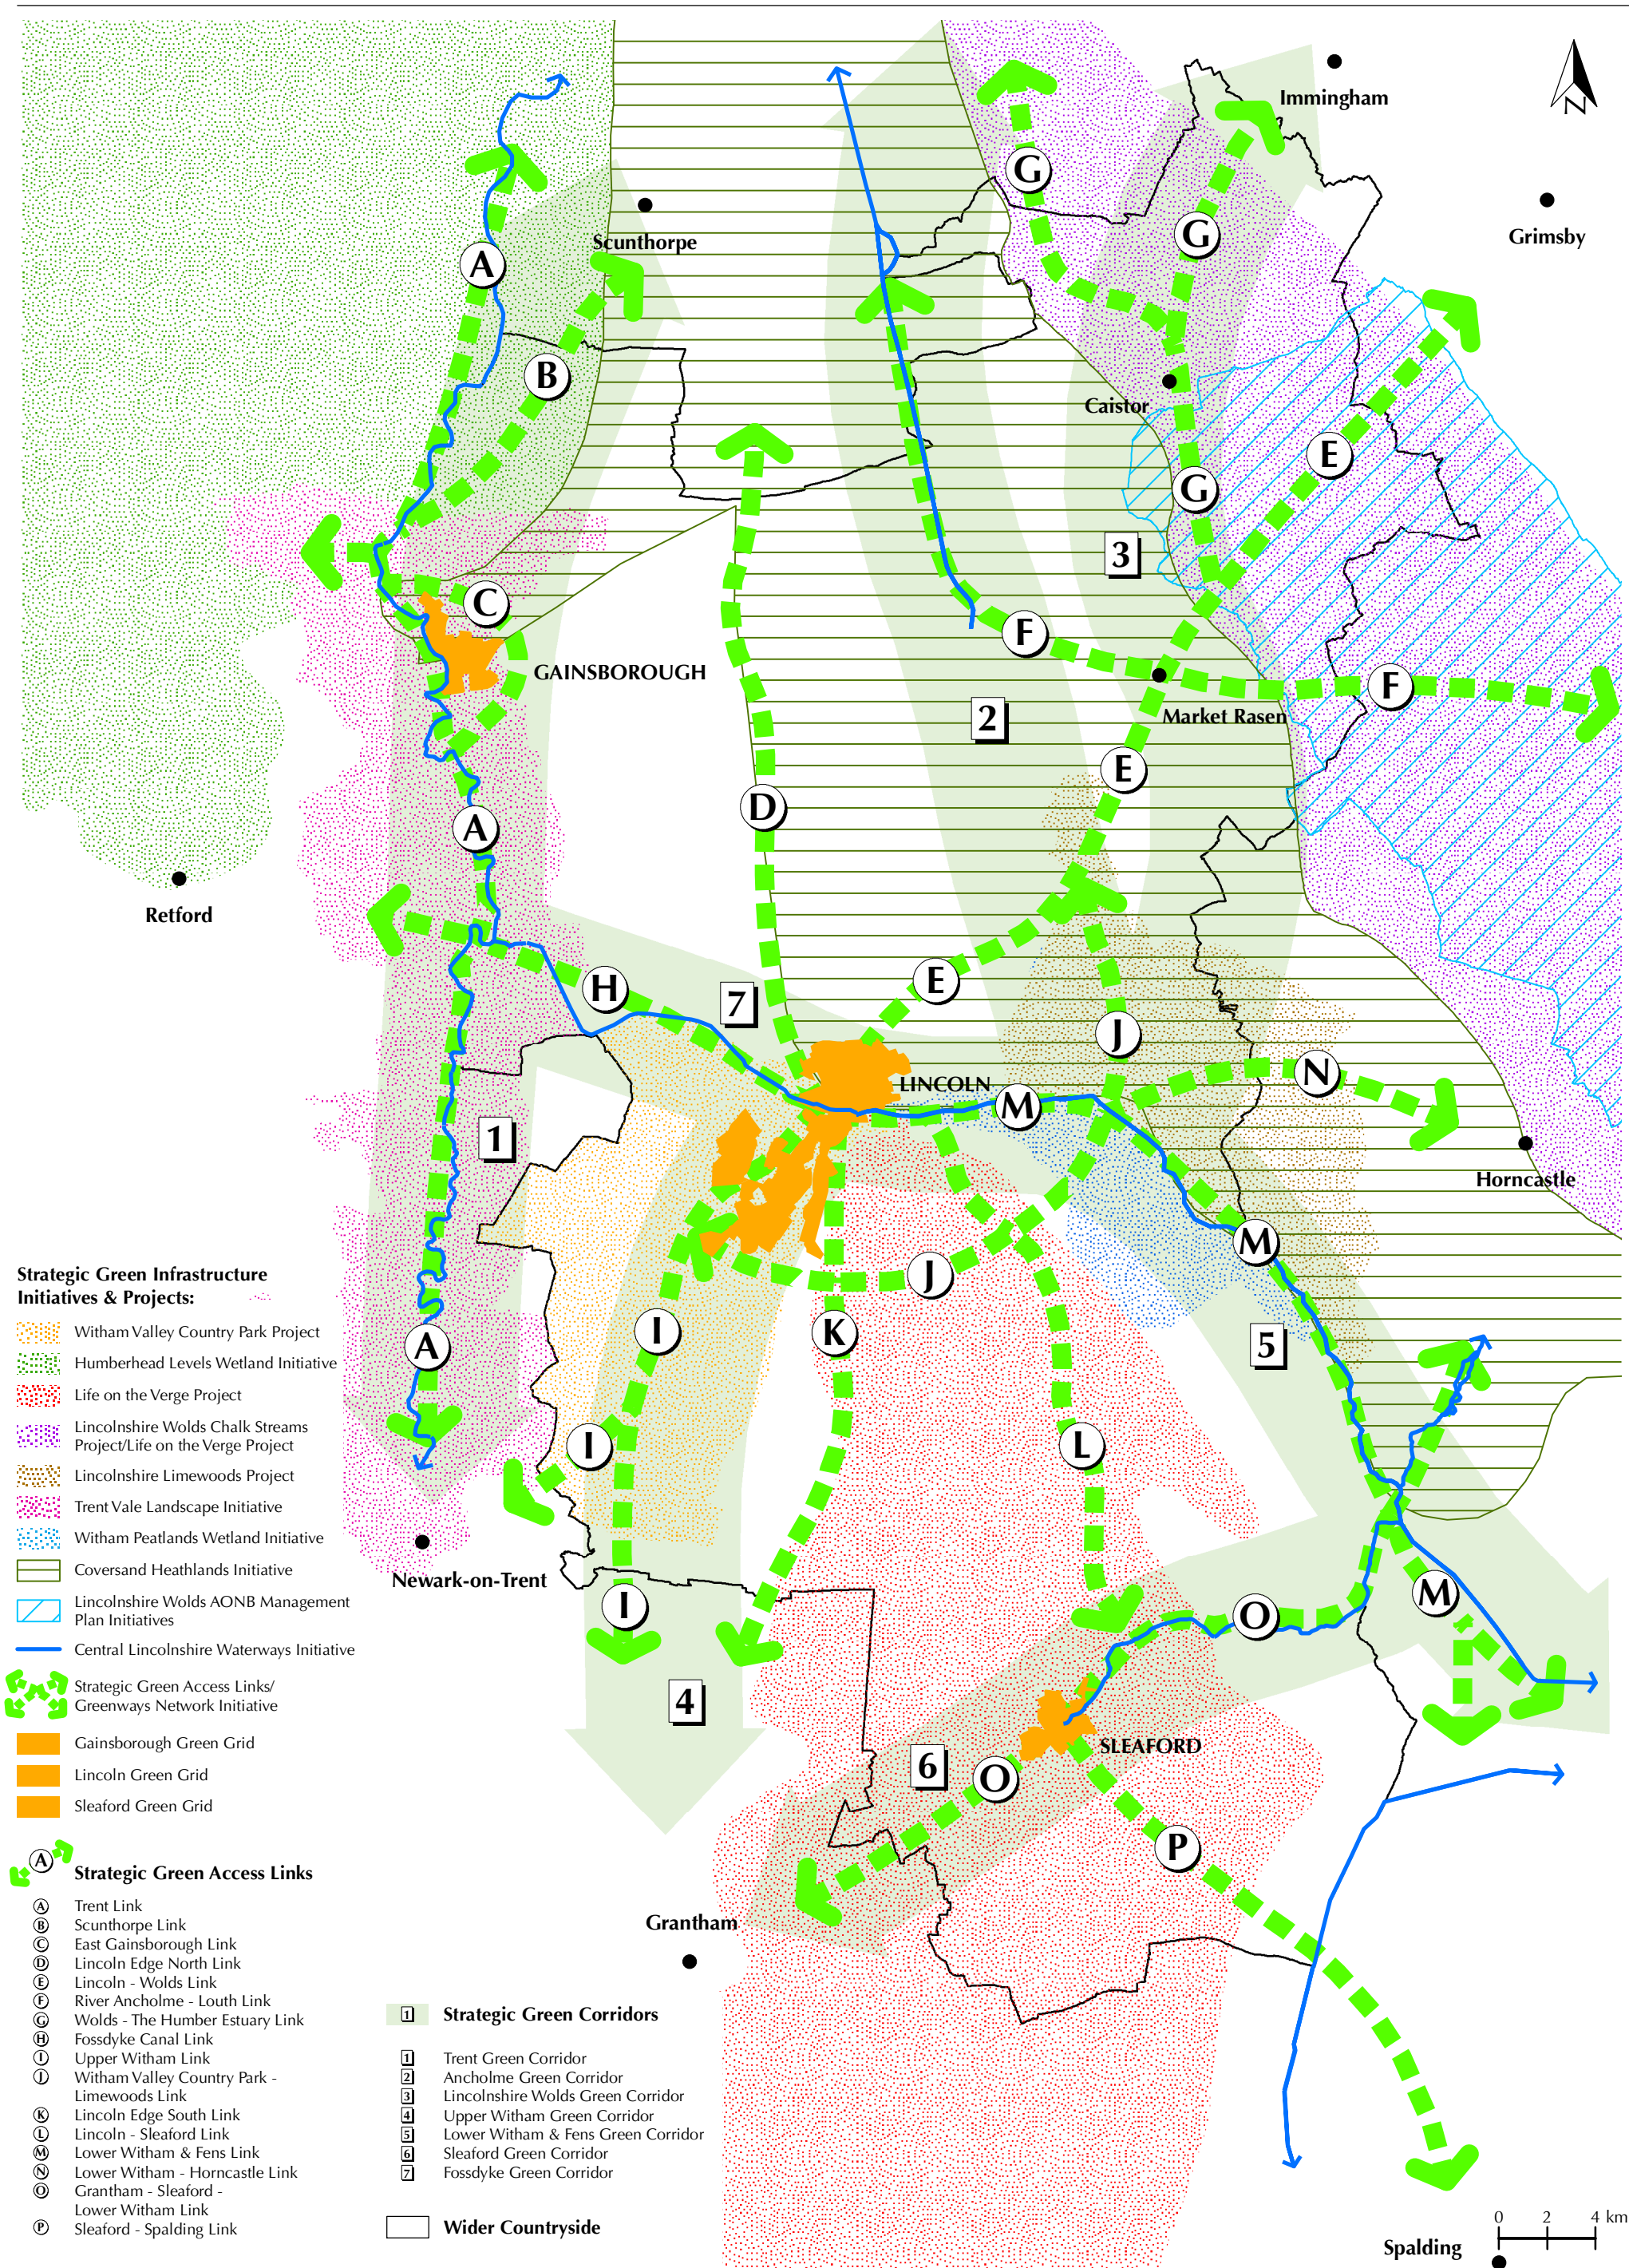 Immingham
N
G
Scunthorpe
G
Grimsby
A
B
Caistor
E
G
3
C
F
GAINSBOROUGH
F
2
Market Rasen
E
D
A
Retford
E
H
7
J
LINCOLN
M
N
1
Horncastle
M
J
Strategic Green Infrastructure
Initiatives & Projects:
Witham Valley Country Park Project
Humberhead Levels Wetland Initiative
Life on the Verge Project
Lincolnshire Wolds Chalk Streams
Project/Life on the Verge Project
Lincolnshire Limewoods Project
Trent Vale Landscape Initiative
Witham Peatlands Wetland Initiative
Coversand Heathlands Initiative
Lincolnshire Wolds AONB Management
Plan Initiatives
Central Lincolnshire Waterways Initiative
Strategic Green Access Links/
Greenways Network Initiative
Gainsborough Green Grid
Lincoln Green Grid
Sleaford Green Grid
I
K
A
5
I
L
Newark-on-Trent
I
M
O
4
SLEAFORD
6
O
P
Grantham
A
Strategic Green Access Links
A Trent Link
B Scunthorpe Link
C East Gainsborough Link
D Lincoln Edge North Link
E Lincoln - Wolds Link
F River Ancholme - Louth Link
G Wolds - The Humber Estuary Link
H Fossdyke Canal Link
I Upper Witham Link
J Witham Valley Country Park -
Limewoods Link
K Lincoln Edge South Link
L Lincoln - Sleaford Link
M Lower Witham & Fens Link
N Lower Witham - Horncastle Link
O Grantham - Sleaford -
Lower Witham Link
P Sleaford - Spalding Link
1 Strategic Green Corridors
1 Trent Green Corridor
2 Ancholme Green Corridor
3 Lincolnshire Wolds Green Corridor
4 Upper Witham Green Corridor
5 Lower Witham & Fens Green Corridor
6 Sleaford Green Corridor
7 Fossdyke Green Corridor
Wider Countryside
0 2 4 km
Spalding